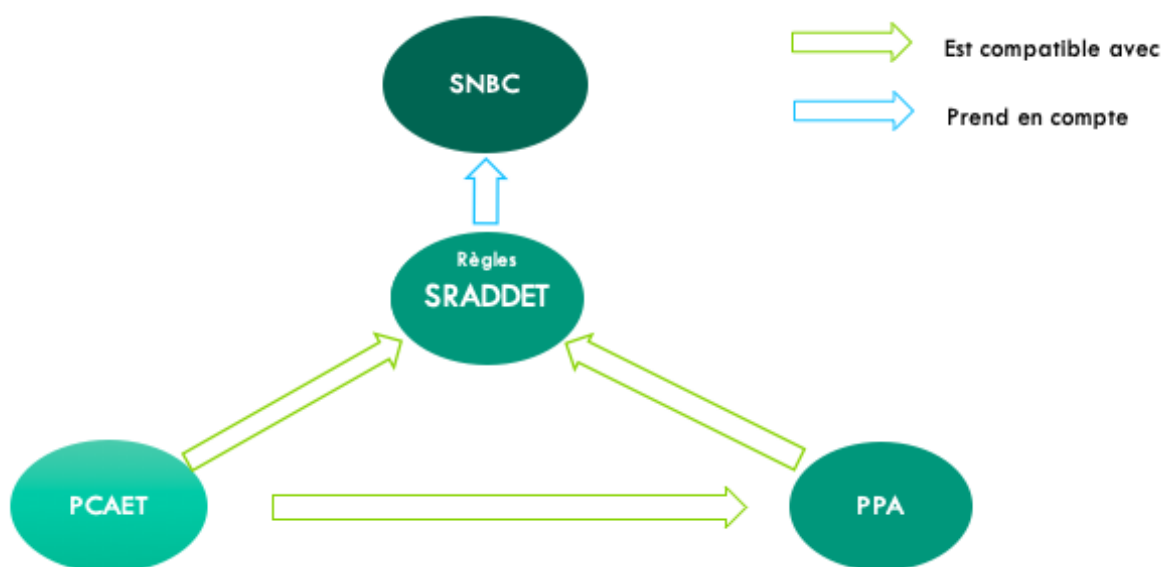 SNBC
Est compatible avec
Prend en compte
Règles
SRADDET
PCAET
PPA